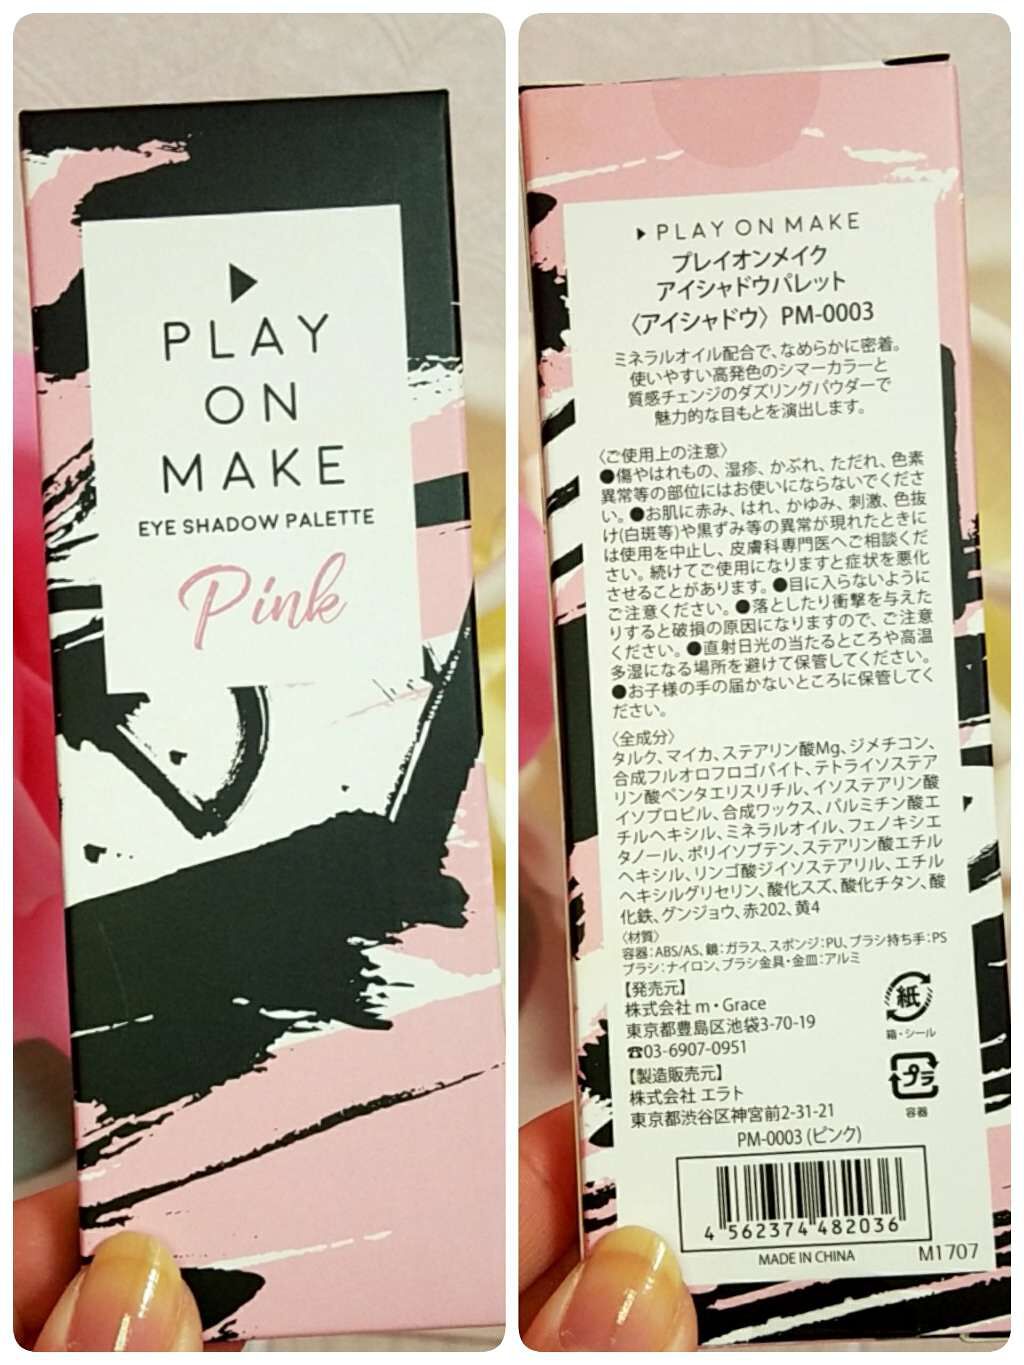 PLAY
ON
MAKE
EYE SHADOW PALETTE
Pink
PLAY ON MAKE
プレイオンメイク
アイシャドウパレット
〈アイシャドウ〉 PM-0003
ミネラルオイル配合で、なめらかに密着。
使いやすい高発色のシマーカラーと
質感チェンジのダズリングパウダーで
魅力的な目もとを演出します。
〈ご使用上の注意〉
●傷やはれもの、湿疹、かぶれ、ただれ、色素
異常等の部位にはお使いにならないでくださ
い。●お肌に赤み、はれ、かゆみ、刺激、色抜
け(白斑等)や黒ずみ等の異常が現れたときに
は使用を中止し、皮膚科専門医へご相談くだ
さい。続けてご使用になりますと症状を悪化
させることがあります。●目に入らないように
ご注意ください。●落としたり衝撃を与えた
りすると破損の原因になりますので、ご注意
ください。●直射日光の当たるところや高温
多湿になる場所を避けて保管してください。
●お子様の手の届かないところに保管してく
ださい。
〈全成分〉
タルク、マイカ、ステアリン酸Mg、ジメチコン、
合成フルオロフロゴパイト、テトライソステア
リン酸ペンタエリスリチル、イソステアリン酸
イソプロピル、合成ワックス、パルミチン酸エ
チルヘキシル、ミネラルオイル、フェノキシエ
タノール、ポリイソブテン、ステアリン酸エチル
ヘキシル、リンゴ酸ジイソステアリル、エチル
ヘキシルグリセリン、酸化スズ、酸化チタン、酸
化鉄、グンジョウ、赤202、黄4
〈材質〉
容器：ABS/AS、鏡：ガラス、スポンジ：PU、ブラシ持ち手：PS
ブラシ：ナイロン、ブラシ金具・金皿：アルミ
【発売元】
株式会社 m・Grace
東京都豊島区池袋3-70-19
☎03-6907-0951
紙
箱・シール
【製造販売元】
株式会社 エラト
東京都渋谷区神宮前2-31-21
プラ
容器
PM-0003 (ピンク)
4 562374 482036
MADE IN CHINA
M1707